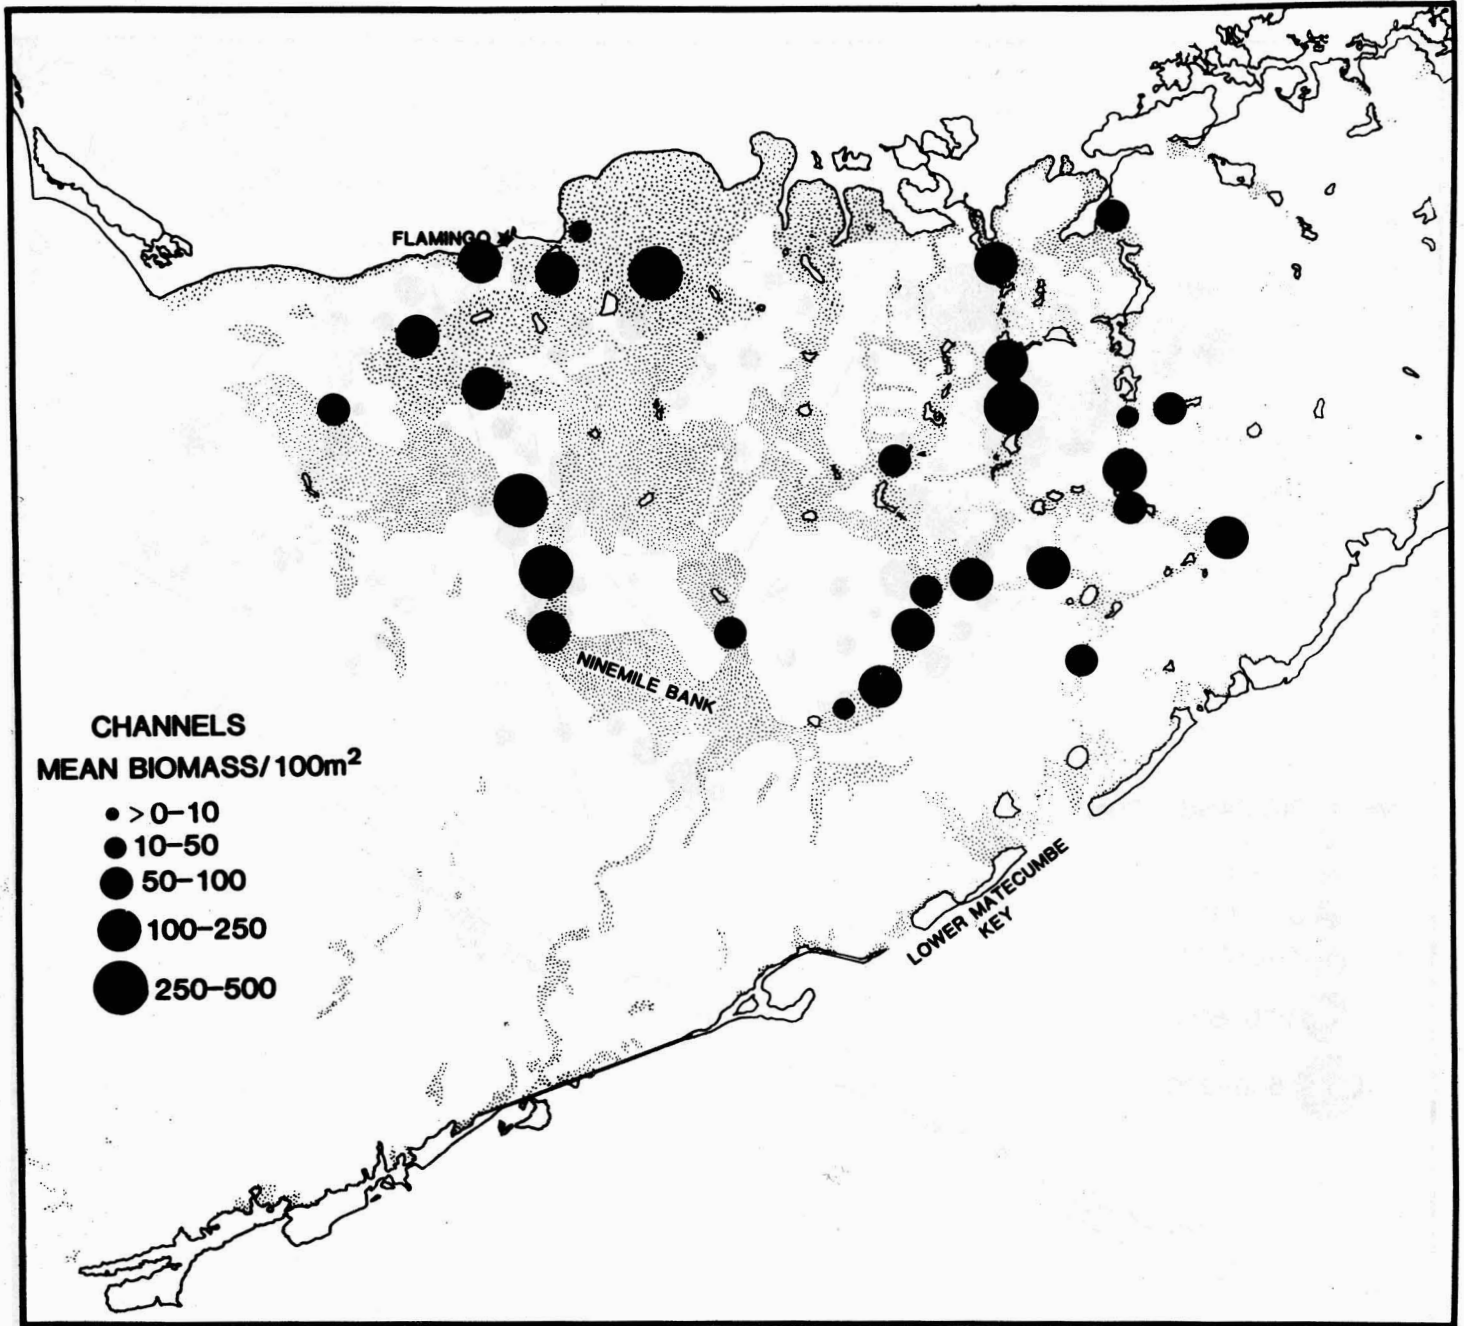 FLAMINGO
NINEMILE BANK
CHANNELS
MEAN BIOMASS/100m²
>0-10
10-50
50-100
100-250
250-500
LOWER MATECUMBE
KEY